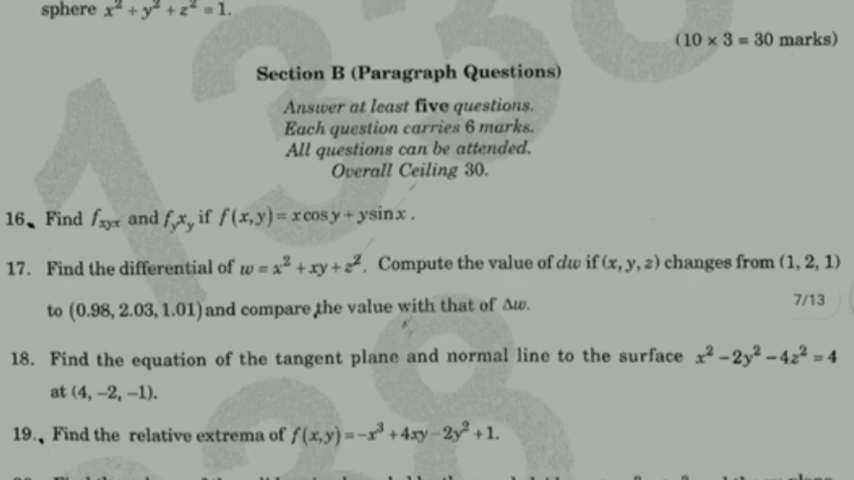 sphere x² + y² + z² = 1.
(10 × 3 = 30 marks)
Section B (Paragraph Questions)
Answer at least five questions.
Each question carries 6 marks.
All questions can be attended.
Overall Ceiling 30.
16. Find f_xyx and f_yxy if f(x,y) = x cos y + y sin x.
17. Find the differential of w = x² + xy + z². Compute the value of dw if (x, y, z) changes from (1, 2, 1)
to (0.98, 2.03, 1.01) and compare the value with that of Δw.
7/13
18. Find the equation of the tangent plane and normal line to the surface x² – 2y² – 4z² = 4
at (4, –2, –1).
19. Find the relative extrema of f(x,y) = –x³ + 4xy – 2y² + 1.